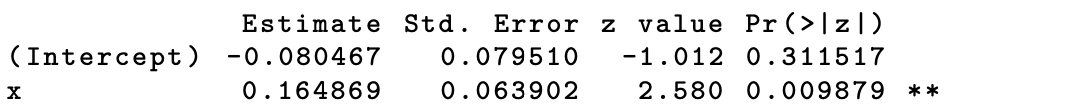 Estimate Std. Error z value Pr(>|z|)
(Intercept) -0.080467 0.079510 -1.012 0.311517
x 0.164869 0.063902 2.580 0.009879 **